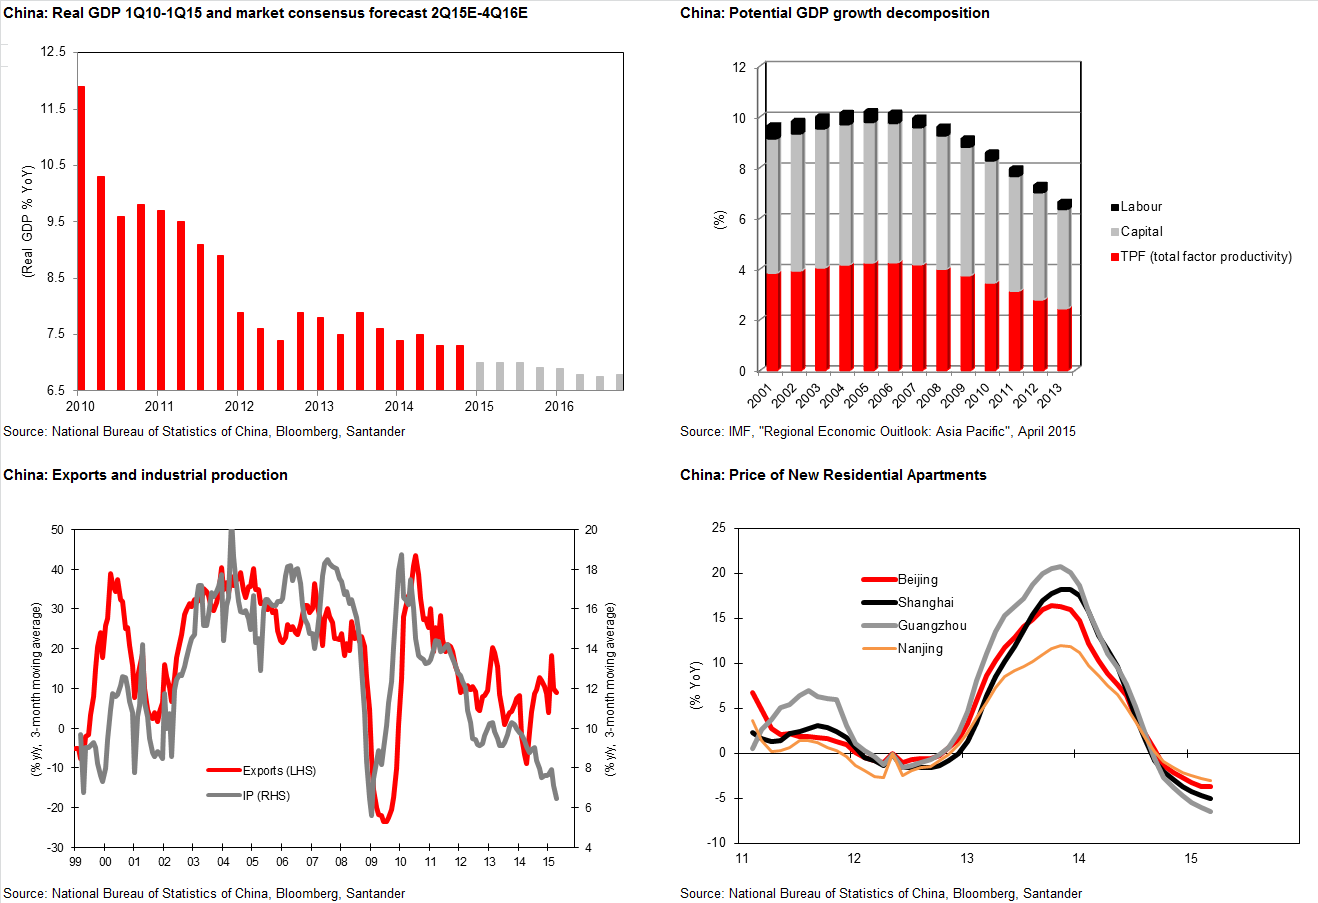 China: Real GDP 1Q10-1Q15 and market consensus forecast 2Q15E-4Q16E
12.5
11.5
10.5
9.5
8.5
7.5
6.5
(Real GDP % YoY)
2010 2011 2012 2013 2014 2015 2016
Source: National Bureau of Statistics of China, Bloomberg, Santander
China: Potential GDP growth decomposition
12
10
8
6
4
2
0
(%)
2001 2002 2003 2004 2005 2006 2007 2008 2009 2010 2011 2012 2013
Labour
Capital
TPF (total factor productivity)
Source: IMF, "Regional Economic Outlook: Asia Pacific", April 2015
China: Exports and industrial production
50
40
30
20
10
0
-10
-20
-30
(% y/y, 3-month moving average)
20
18
16
14
12
10
8
6
4
(% y/y, 3-month moving average)
Exports (LHS)
IP (RHS)
99 00 01 02 03 04 05 06 07 08 09 10 11 12 13 14 15
Source: National Bureau of Statistics of China, Bloomberg, Santander
China: Price of New Residential Apartments
25
20
15
10
5
0
-5
-10
(% YoY)
Beijing
Shanghai
Guangzhou
Nanjing
11 12 13 14 15
Source: National Bureau of Statistics of China, Bloomberg, Santander